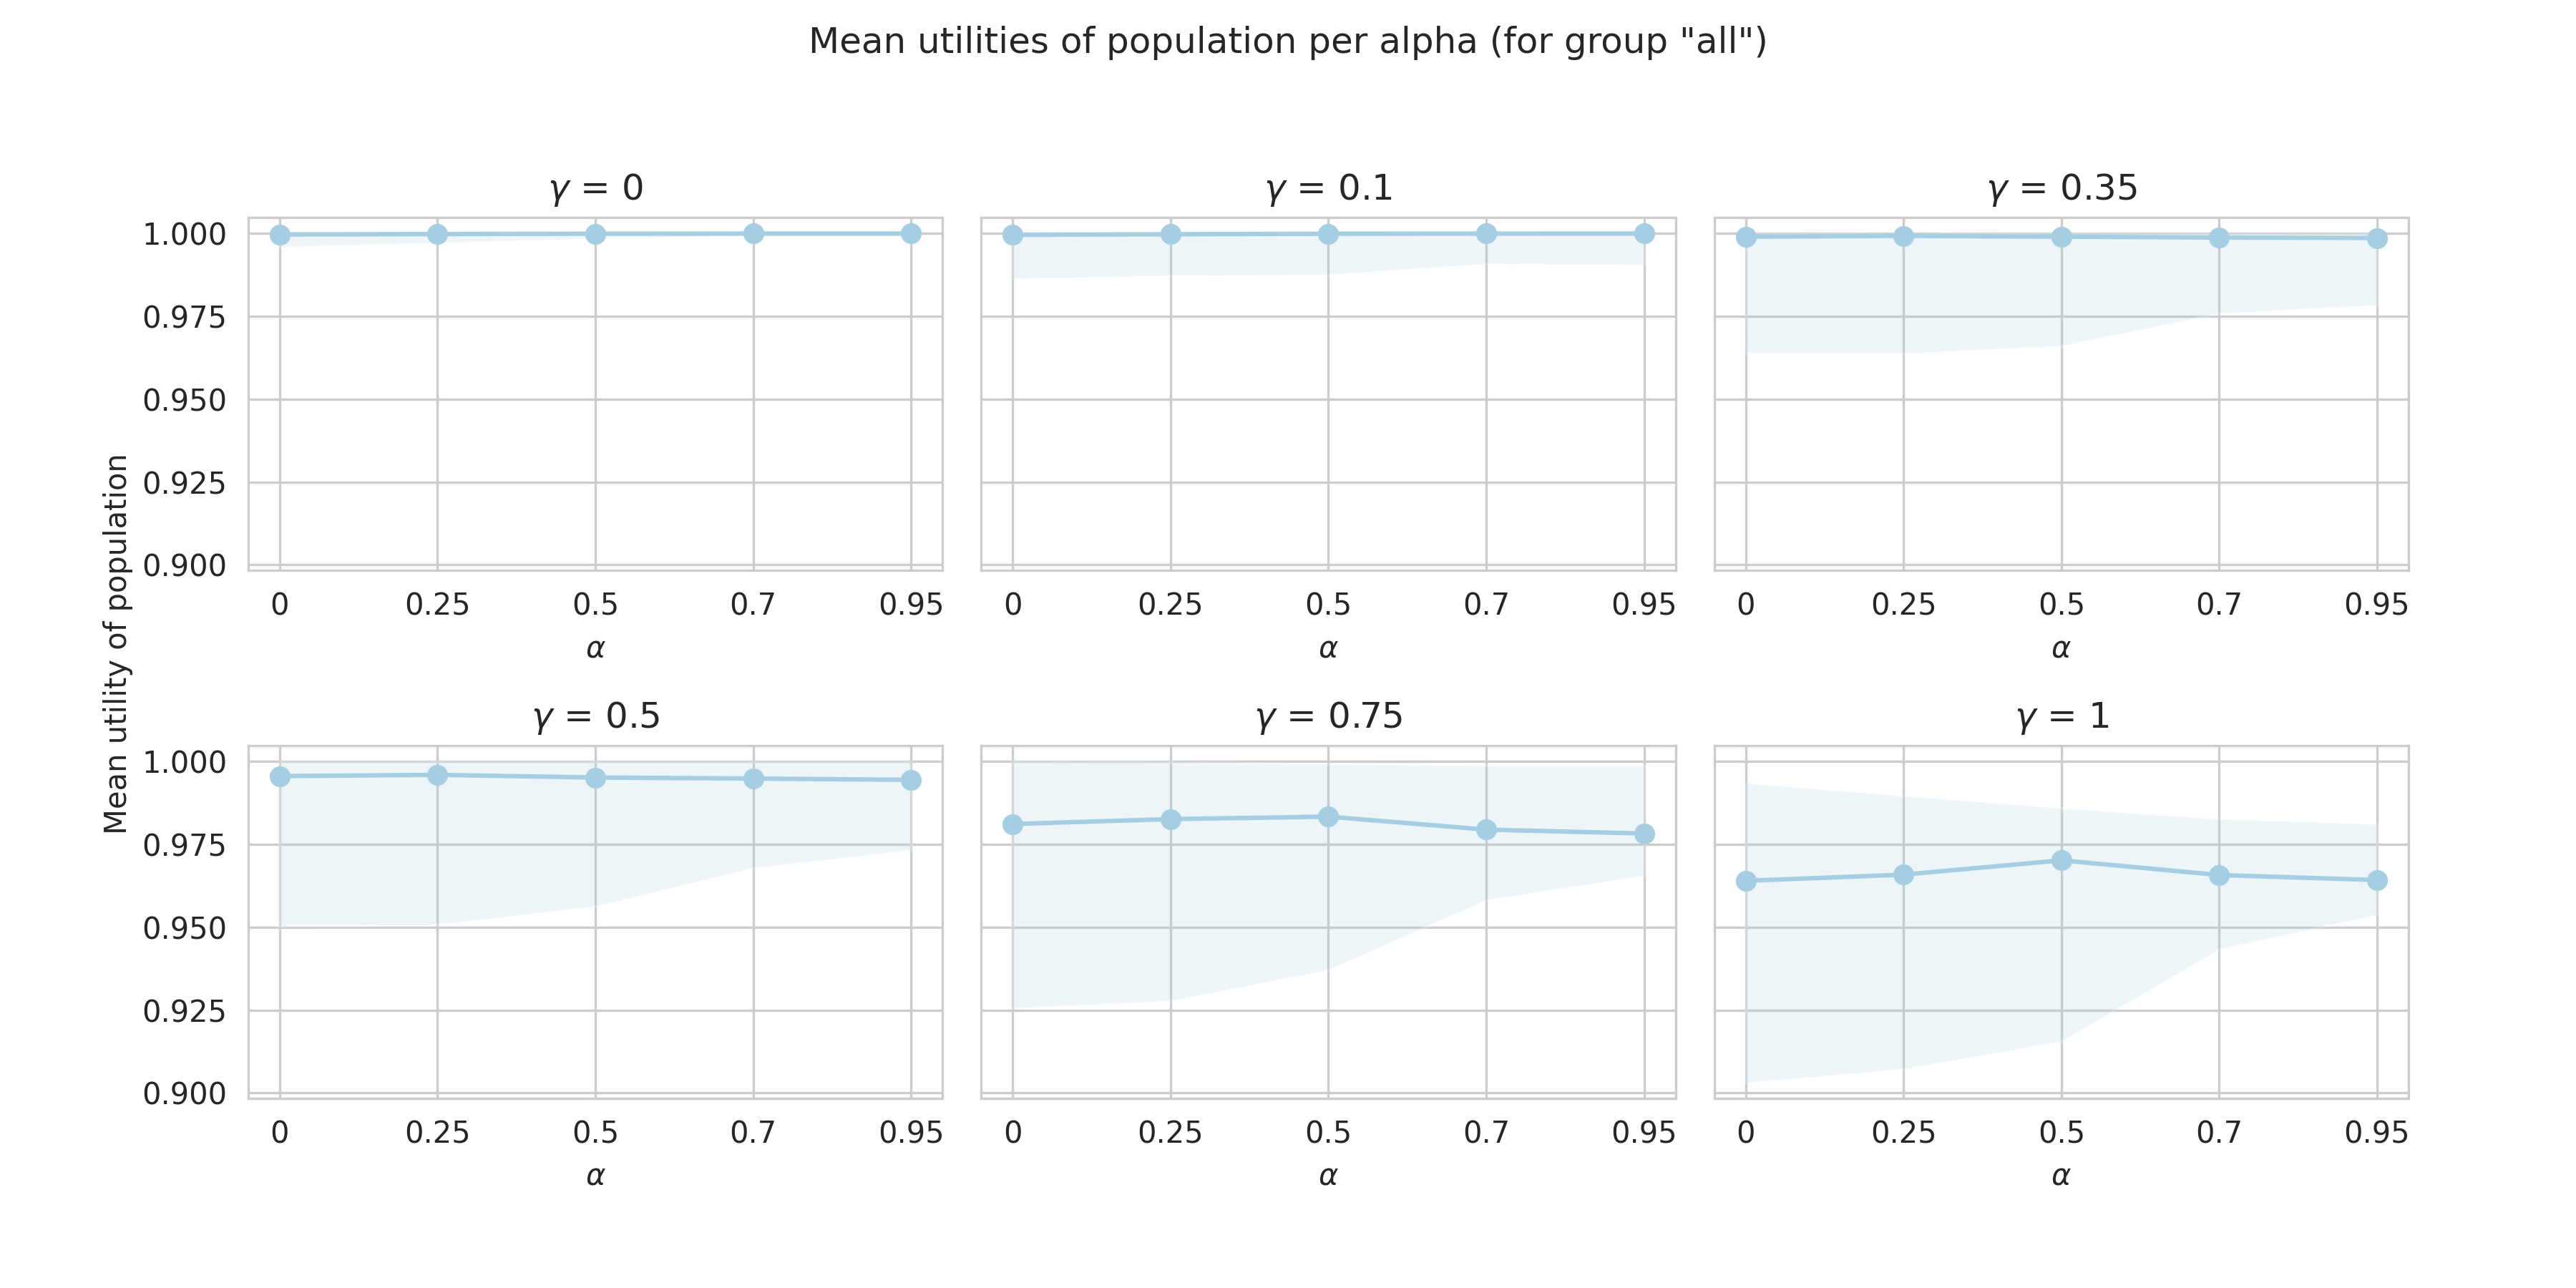 Mean utilities of population per alpha (for group "all")
Mean utility of population
γ = 0
1.000
0.975
0.950
0.925
0.900
0 0.25 0.5 0.7 0.95
α
γ = 0.1
0 0.25 0.5 0.7 0.95
α
γ = 0.35
0 0.25 0.5 0.7 0.95
α
γ = 0.5
1.000
0.975
0.950
0.925
0.900
0 0.25 0.5 0.7 0.95
α
γ = 0.75
0 0.25 0.5 0.7 0.95
α
γ = 1
0 0.25 0.5 0.7 0.95
α